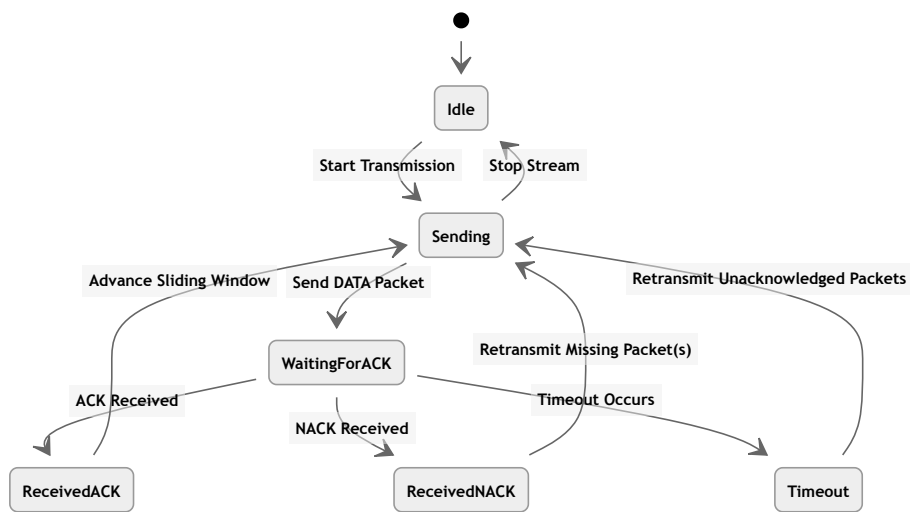 Idle
Start Transmission
Stop Stream
Sending
Advance Sliding Window
Send DATA Packet
Retransmit Unacknowledged Packets
Retransmit Missing Packet(s)
WaitingForACK
ACK Received
NACK Received
Timeout Occurs
ReceivedACK
ReceivedNACK
Timeout